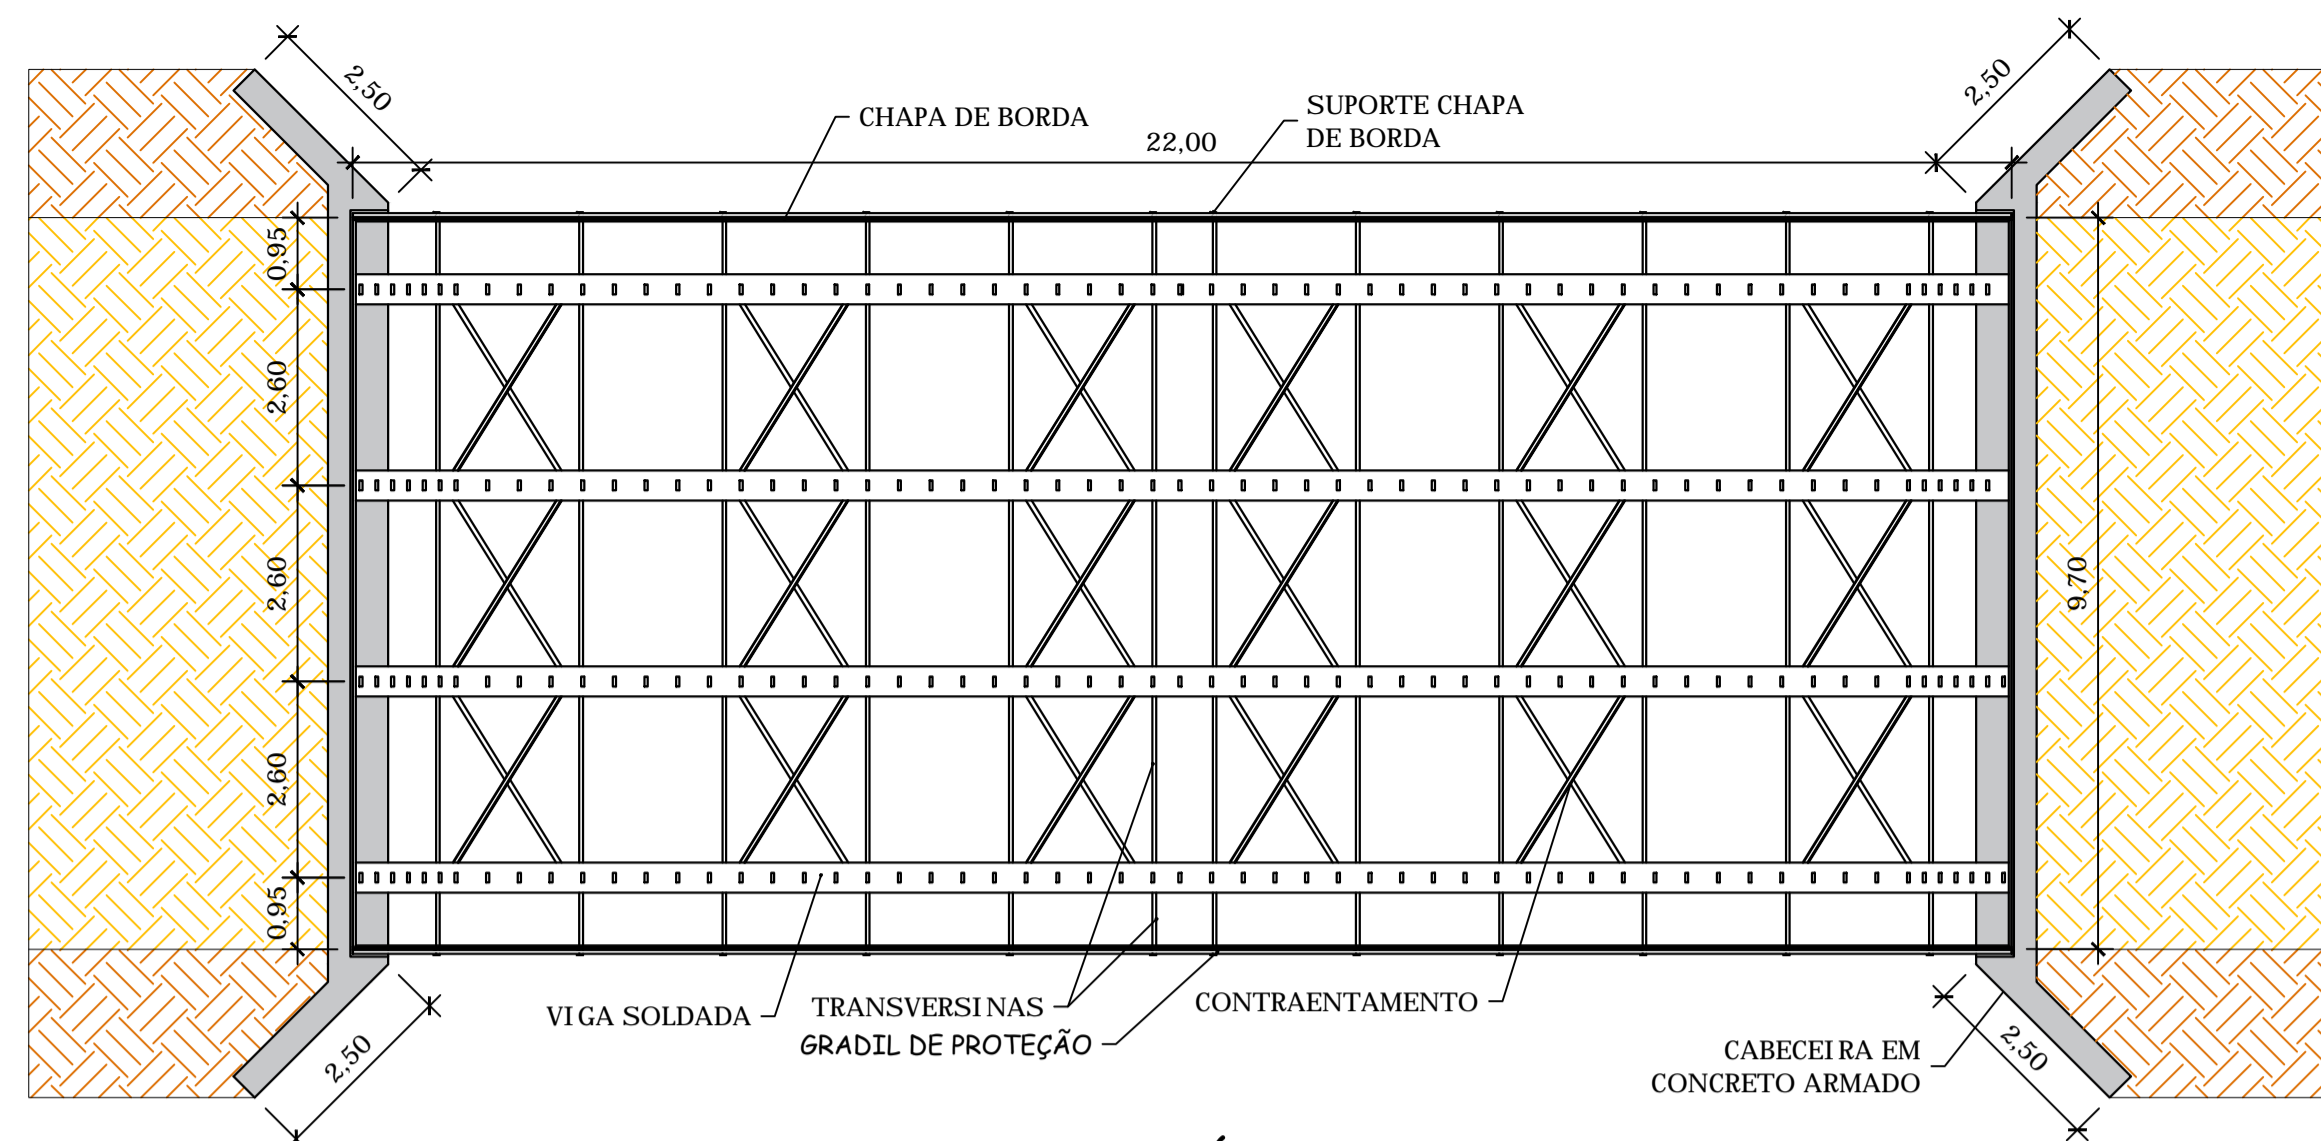 2,50
2,50
CHAPA DE BORDA
SUPORTE CHAPA
DE BORDA
22,00
0,95
2,60
2,60
9,70
2,60
0,95
VIGA SOLDADA
TRANSVERSINAS
GRADIL DE PROTEÇÃO
CONTRAENTAMENTO
CABECEIRA EM
CONCRETO ARMADO
2,50
2,50